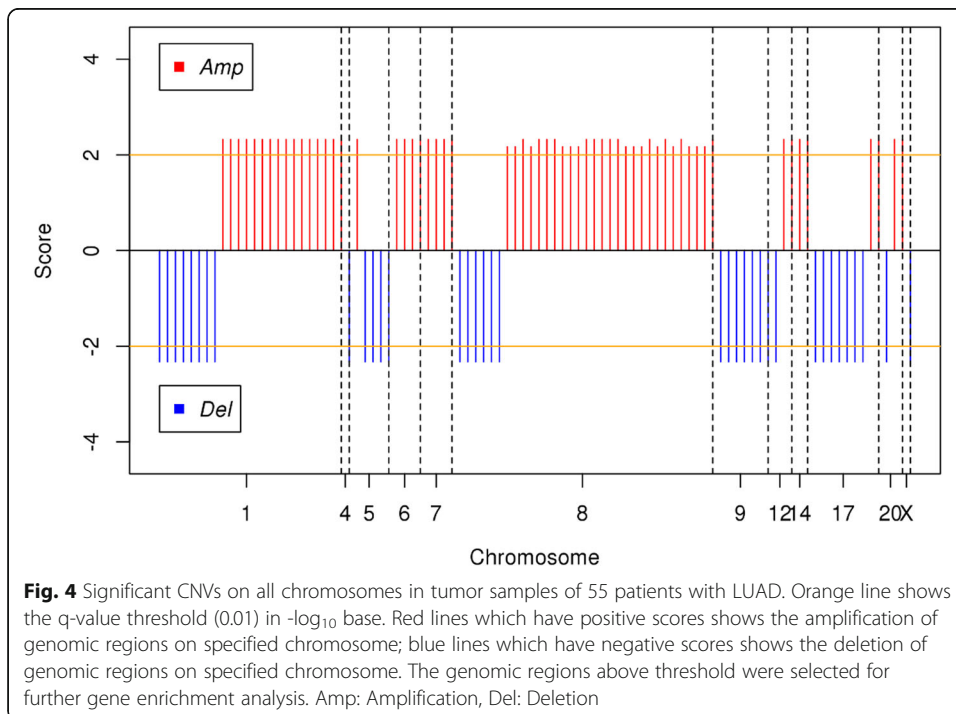 Amp
Del
4
2
0
-2
-4
Score
1 4 5 6 7 8 9 12 14 17 20 X
Chromosome
Fig. 4 Significant CNVs on all chromosomes in tumor samples of 55 patients with LUAD. Orange line shows
the q-value threshold (0.01) in -log₁₀ base. Red lines which have positive scores shows the amplification of
genomic regions on specified chromosome; blue lines which have negative scores shows the deletion of
genomic regions on specified chromosome. The genomic regions above threshold were selected for
further gene enrichment analysis. Amp: Amplification, Del: Deletion